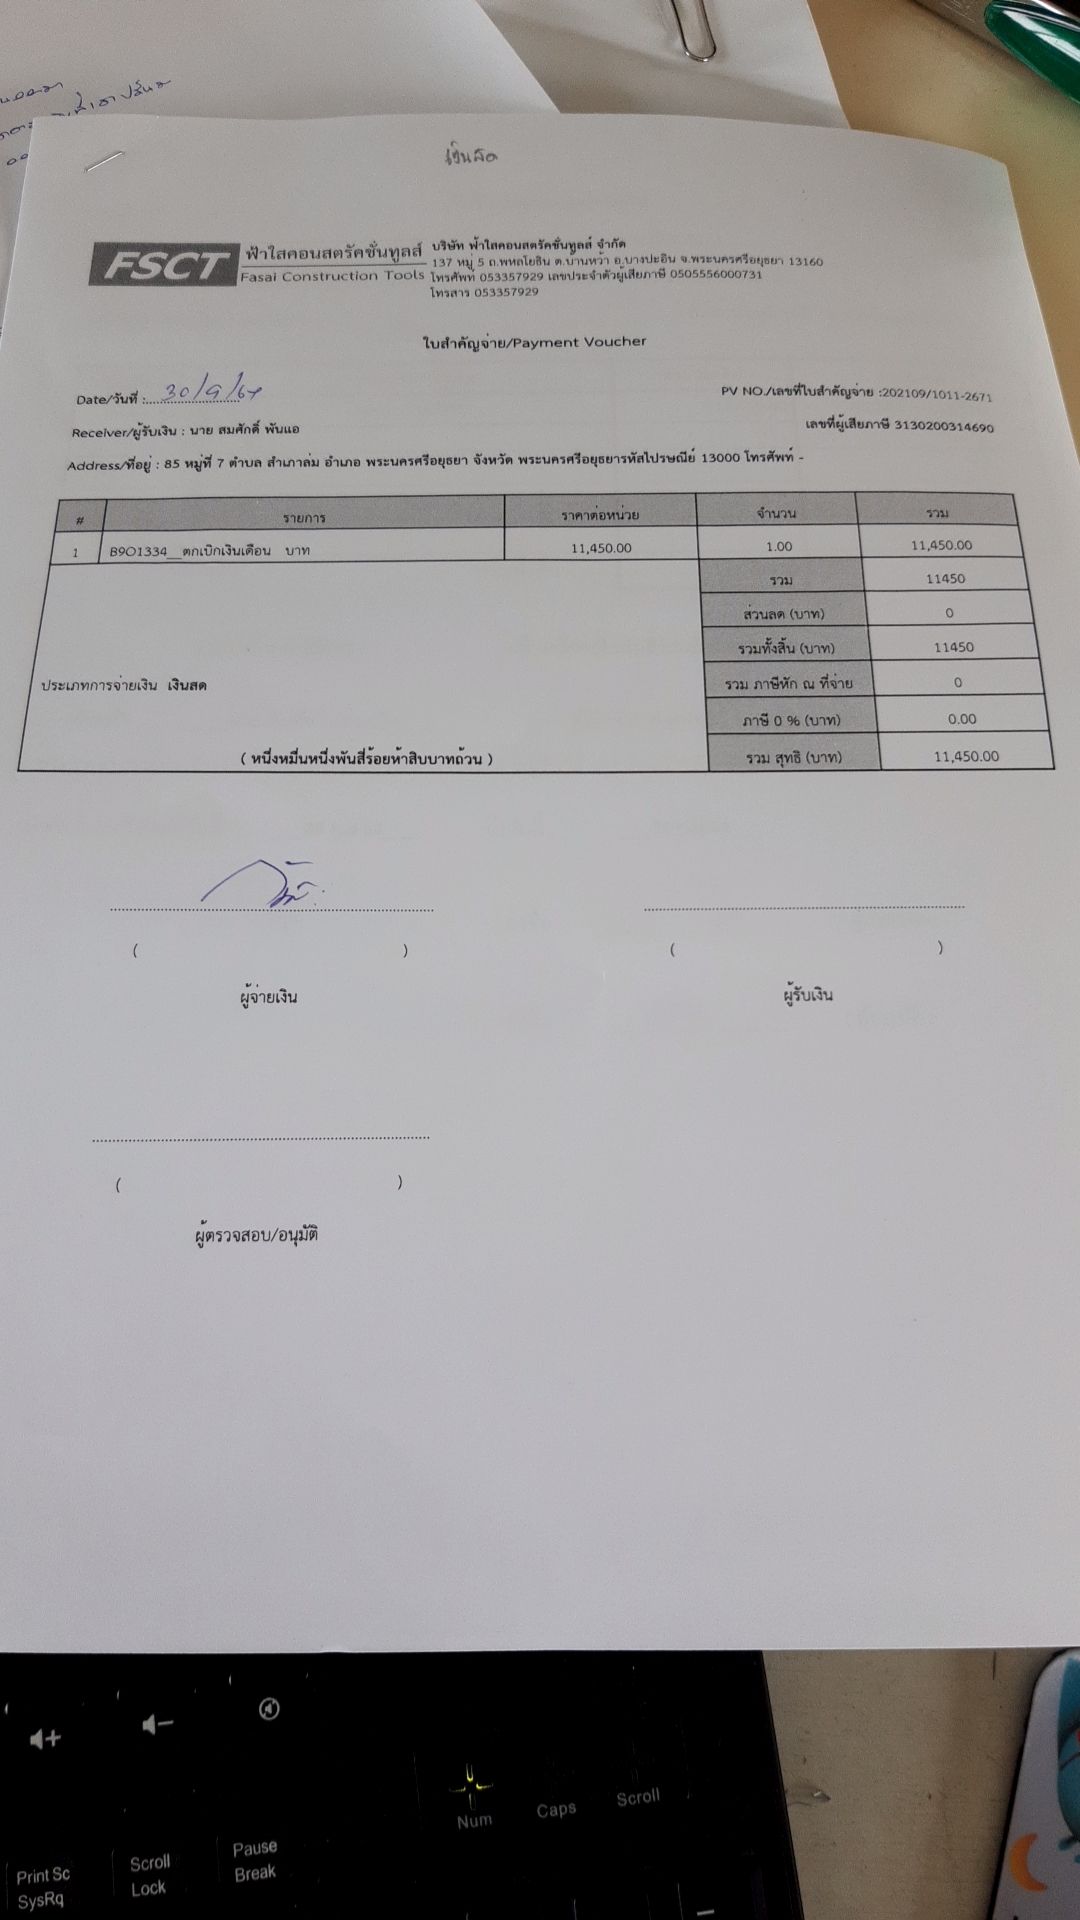 เงินสด
FSCT
ฟ้าใสคอนสตรัคชั่นทูลส์
Fasai Construction Tools
บริษัท ฟ้าใสคอนสตรัคชั่นทูลส์ จำกัด
137 หมู่ 5 ถ.พหลโยธิน ต.บ้านหว้า อ.บางปะอิน จ.พระนครศรีอยุธยา 13160
โทรศัพท์ 053357929 เลขประจำตัวผู้เสียภาษี 0505556000731
โทรสาร 053357929
ใบสำคัญจ่าย/Payment Voucher
Date/วันที่ : 30/9/64
PV NO./เลขที่ใบสำคัญจ่าย :202109/1011-2671
Receiver/ผู้รับเงิน : นาย สมศักดิ์ พันแอ
เลขที่ผู้เสียภาษี 3130200314690
Address/ที่อยู่ : 85 หมู่ที่ 7 ตำบล สำเภาล่ม อำเภอ พระนครศรีอยุธยา จังหวัด พระนครศรีอยุธยารหัสไปรษณีย์ 13000 โทรศัพท์ -
# รายการ ราคาต่อหน่วย จำนวน รวม
1 B9O1334__ตกเบิกเงินเดือน บาท 11,450.00 1.00 11,450.00
รวม 11450
ส่วนลด (บาท) 0
รวมทั้งสิ้น (บาท) 11450
ประเภทการจ่ายเงิน เงินสด
รวม ภาษีหัก ณ ที่จ่าย 0
ภาษี 0 % (บาท) 0.00
( หนึ่งหมื่นหนึ่งพันสี่ร้อยห้าสิบบาทถ้วน )
รวม สุทธิ (บาท) 11,450.00
( ) ( )
ผู้จ่ายเงิน ผู้รับเงิน
( )
ผู้ตรวจสอบ/อนุมัติ
Num Caps Scroll
Print Sc Scroll Pause
SysRq Lock Break